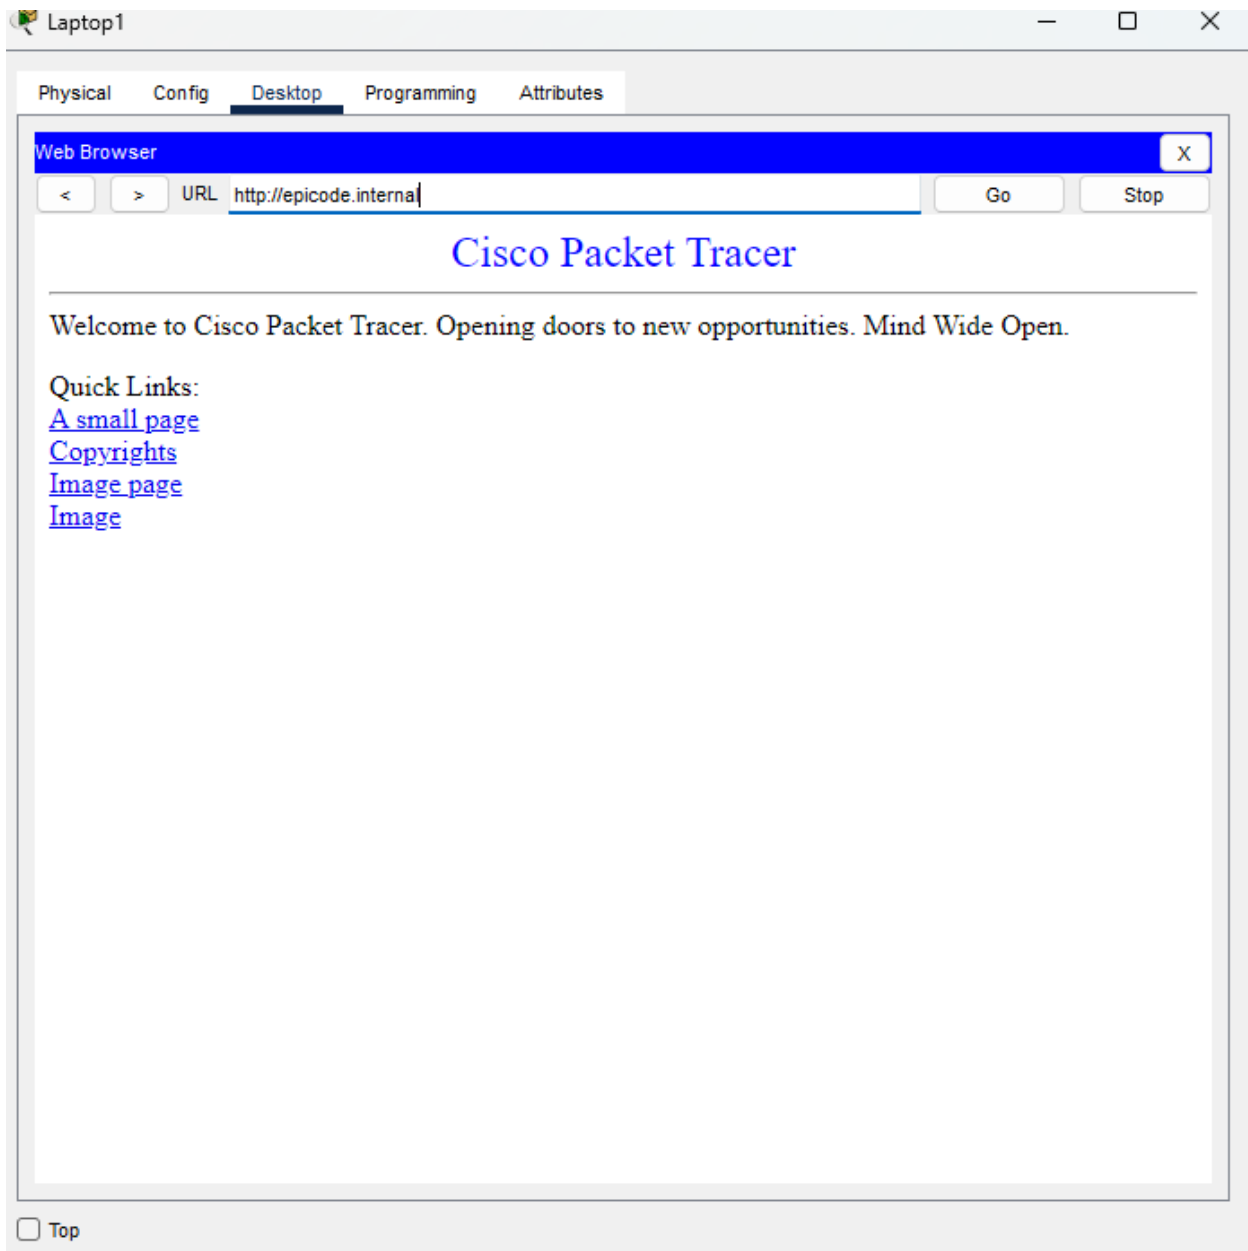 Laptop1
Physical Config Desktop Programming Attributes
Web Browser X
< > URL http://epicode.internal Go Stop
Cisco Packet Tracer
Welcome to Cisco Packet Tracer. Opening doors to new opportunities. Mind Wide Open.
Quick Links:
A small page
Copyrights
Image page
Image
Top